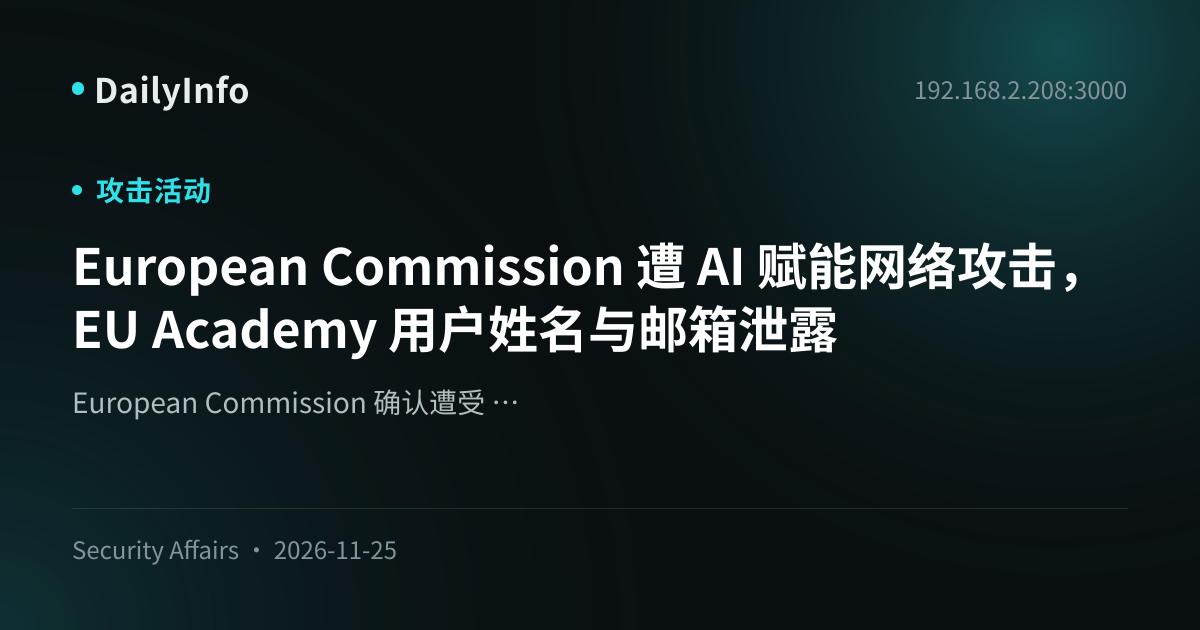 DailyInfo
192.168.2.208:3000
攻击活动
European Commission 遭 AI 赋能网络攻击，
EU Academy 用户姓名与邮箱泄露
European Commission 确认遭受 …
Security Affairs · 2026-11-25